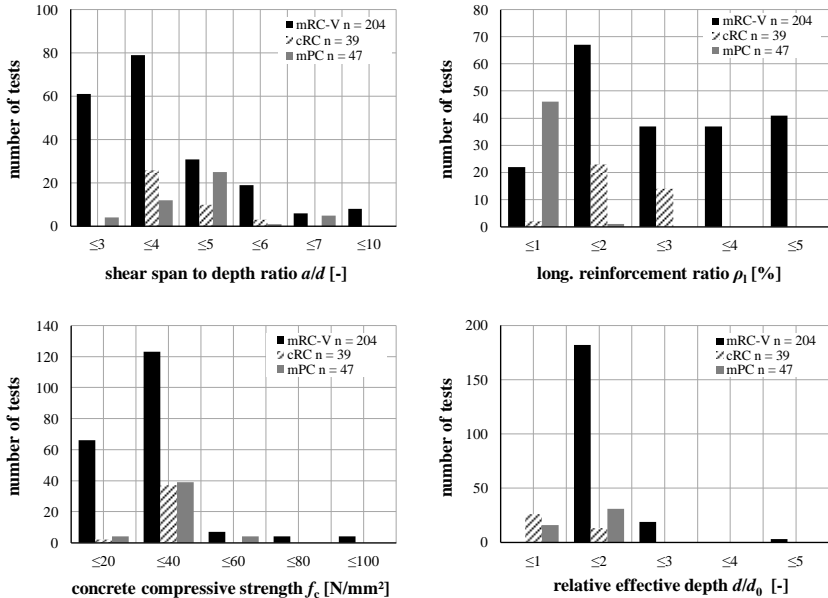 100
80
60
40
20
0
number of tests
mRC-V n = 204
cRC n = 39
mPC n = 47
≤3 ≤4 ≤5 ≤6 ≤7 ≤10
shear span to depth ratio a/d [-]
80
70
60
50
40
30
20
10
0
number of tests
mRC-V n = 204
cRC n = 39
mPC n = 47
≤1 ≤2 ≤3 ≤4 ≤5
long. reinforcement ratio ρl [%]
140
120
100
80
60
40
20
0
number of tests
mRC-V n = 204
cRC n = 39
mPC n = 47
≤20 ≤40 ≤60 ≤80 ≤100
concrete compressive strength fc [N/mm²]
200
150
100
50
0
number of tests
mRC-V n = 204
cRC n = 39
mPC n = 47
≤1 ≤2 ≤3 ≤4 ≤5
relative effective depth d/d0 [-]